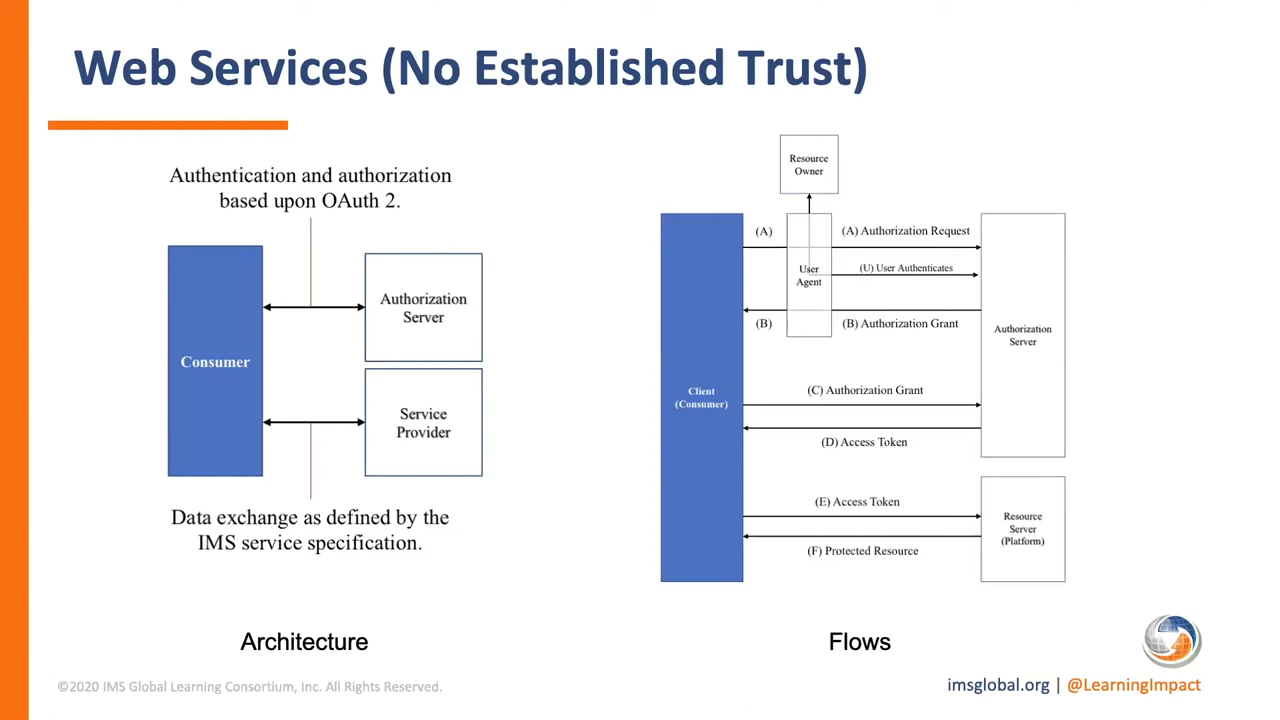 Web Services (No Established Trust)
Authentication and authorization
based upon OAuth 2.
Consumer
Authorization
Server
Service
Provider
Data exchange as defined by the
IMS service specification.
Architecture
Resource
Owner
Client
(Consumer)
(A)
User
Agent
(B)
(A) Authorization Request
(U) User Authenticates
(B) Authorization Grant
Authorization
Server
(C) Authorization Grant
(D) Access Token
(E) Access Token
(F) Protected Resource
Resource
Server
(Platform)
Flows
©2020 IMS Global Learning Consortium, Inc. All Rights Reserved.
imsglobal.org | @LearningImpact